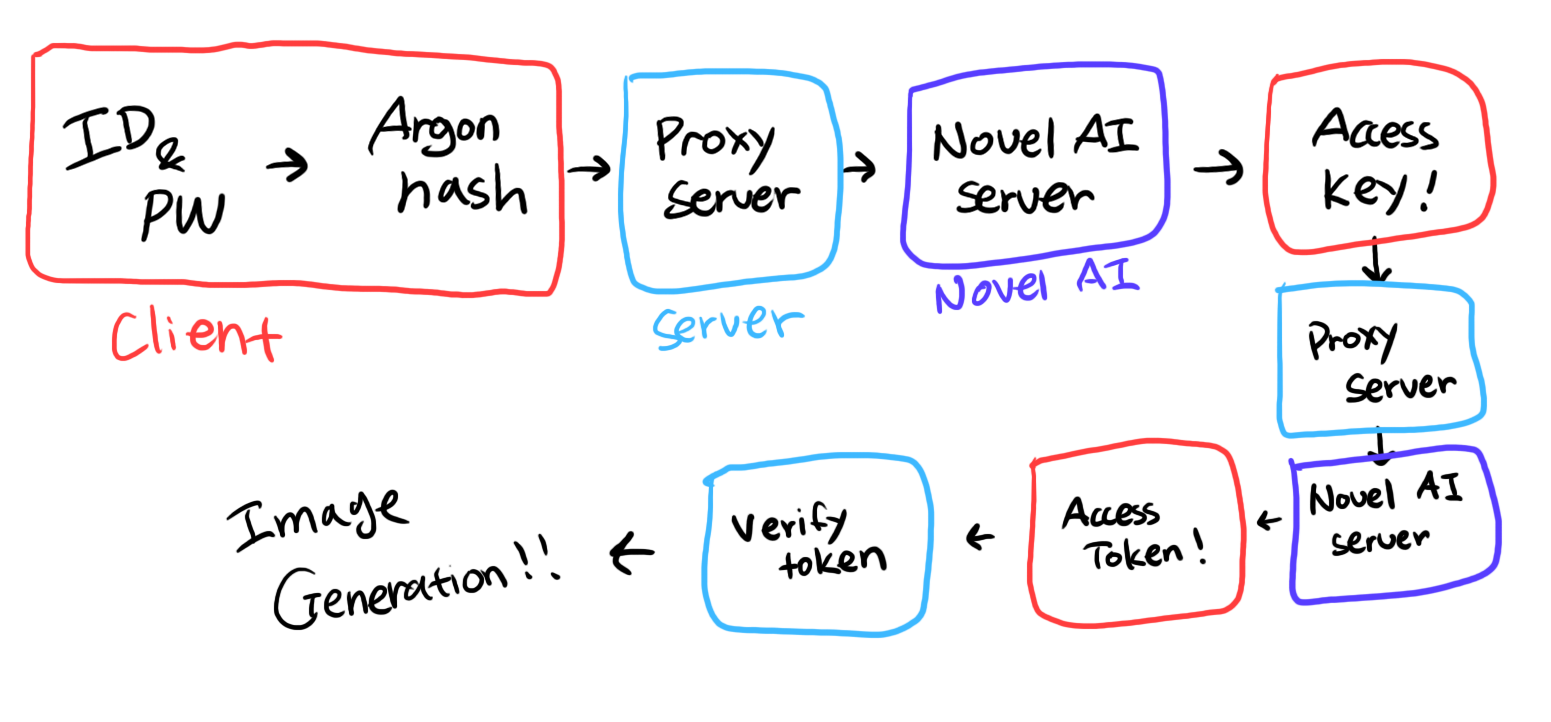 ID &
PW
→
Argon
hash
→
Proxy
server
→
Novel AI
server
→
Access
key!
Client
server
Novel AI
Proxy
server
Novel AI
server
←
Access
Token!
←
Verify
token
←
Image
Generation!!